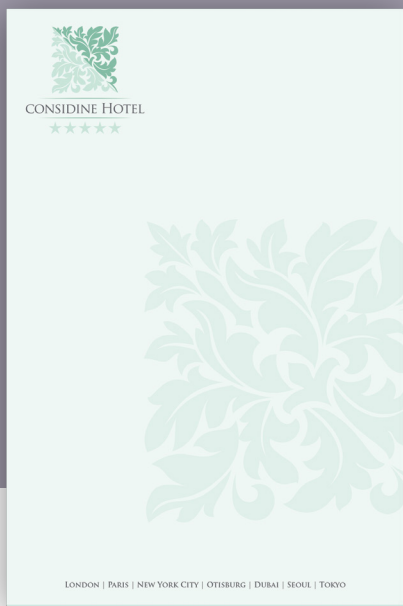 CONSIDINE HOTEL
LONDON | PARIS | NEW YORK CITY | OTISBURG | DUBAI | SEOUL | TOKYO